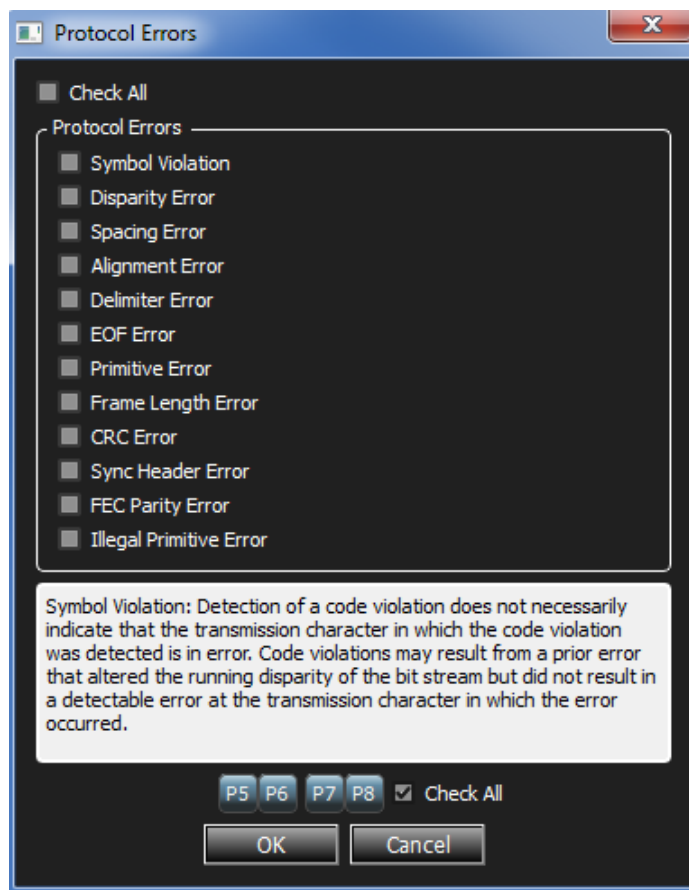 Protocol Errors
Check All
Protocol Errors
Symbol Violation
Disparity Error
Spacing Error
Alignment Error
Delimiter Error
EOF Error
Primitive Error
Frame Length Error
CRC Error
Sync Header Error
FEC Parity Error
Illegal Primitive Error
Symbol Violation: Detection of a code violation does not necessarily
indicate that the transmission character in which the code violation
was detected is in error. Code violations may result from a prior error
that altered the running disparity of the bit stream but did not result in
a detectable error at the transmission character in which the error
occurred.
P5 P6 P7 P8 Check All
OK Cancel